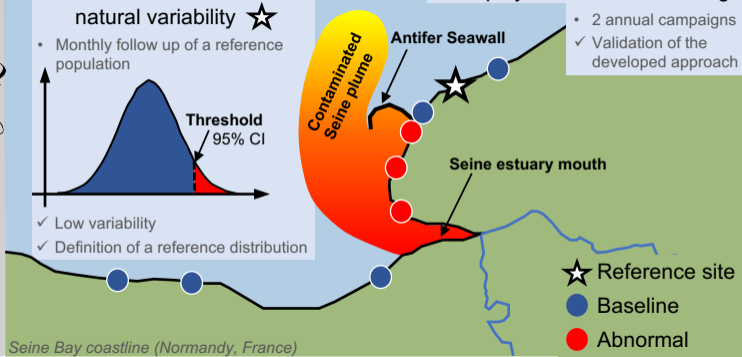 natural variability
• Monthly follow up of a reference
population
Threshold
95% CI
✓ Low variability
✓ Definition of a reference distribution
Contaminated
Seine plume
Antifer Seawall
• 2 annual campaigns
✓ Validation of the
developed approach
Seine estuary mouth
Reference site
Baseline
Abnormal
Seine Bay coastline (Normandy, France)